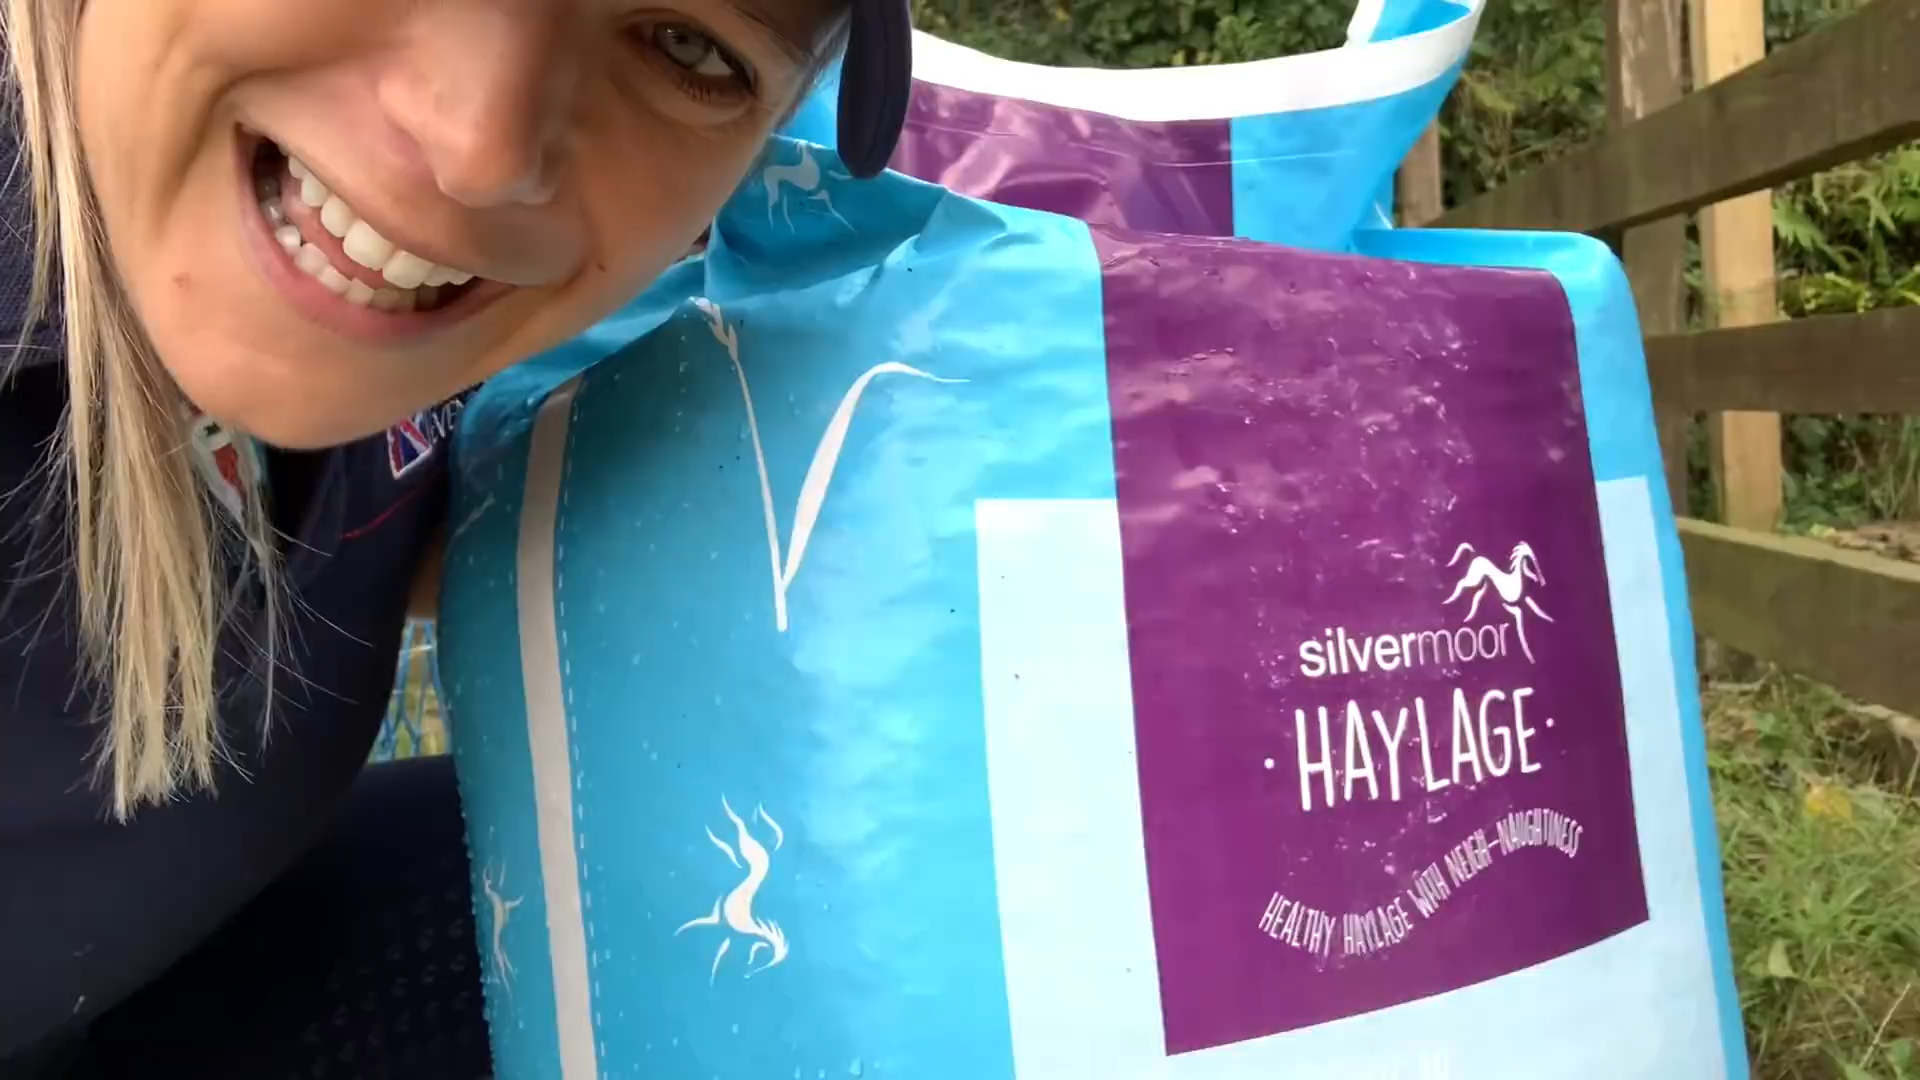 silvermoor
· HAYLAGE ·
HEALTHY HAYLAGE WITH NEIGH-NAUGHTINESS